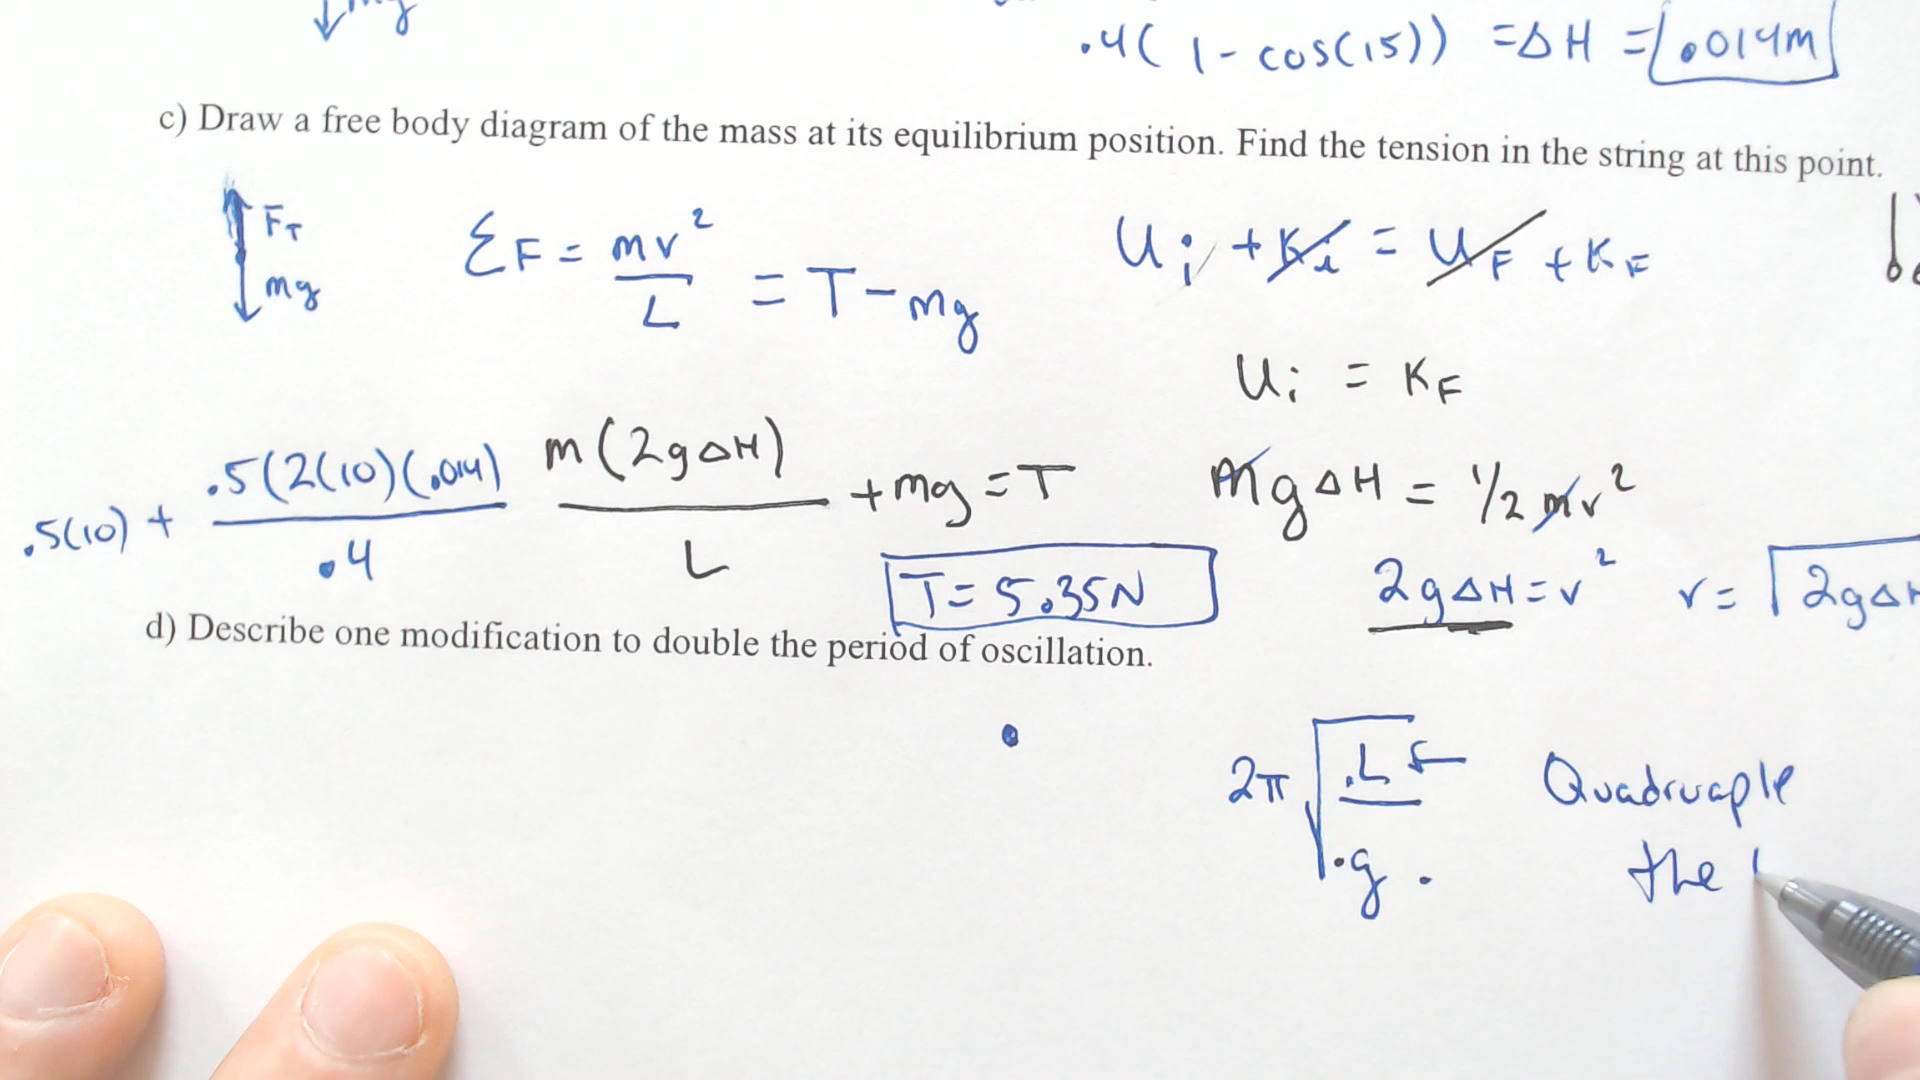 mg
.4(1-cos(15)) = ΔH = .014m
c) Draw a free body diagram of the mass at its equilibrium position. Find the tension in the string at this point.
F_T
mg
ΣF = mv²/L = T - mg
U_i + K_i = U_F + K_F
U_i = K_F
.5(10) + .5(2(10)(.014)/.4
m(2gΔH)/L + mg = T
T = 5.35N
mgΔH = 1/2 mv²
2gΔH = v²
v = √2gΔH
d) Describe one modification to double the period of oscillation.
2π √L/g
Quadruaple
the